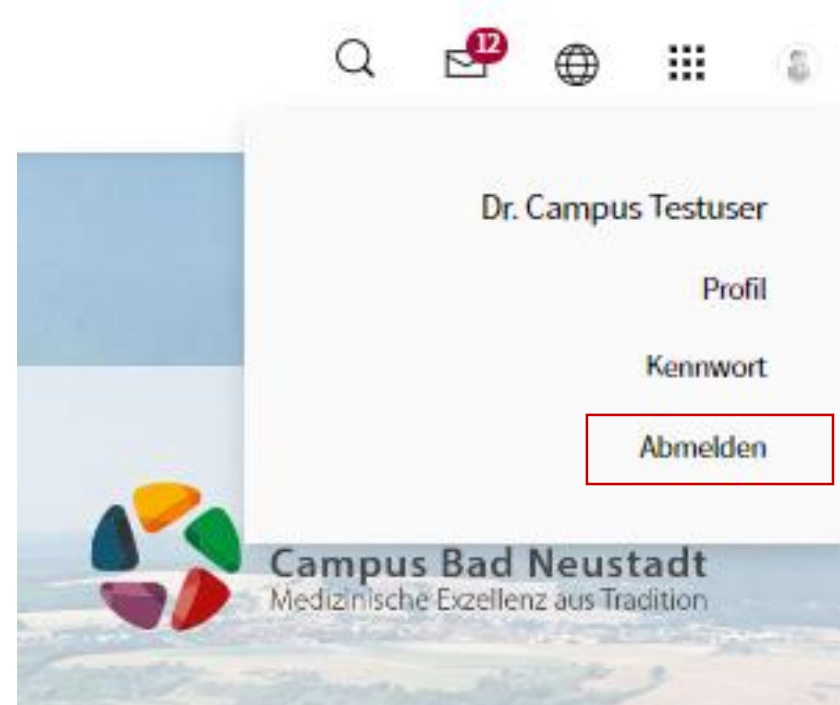 12
Dr. Campus Testuser
Profil
Kennwort
Abmelden
Campus Bad Neustadt
Medizinische Exzellenz aus Tradition